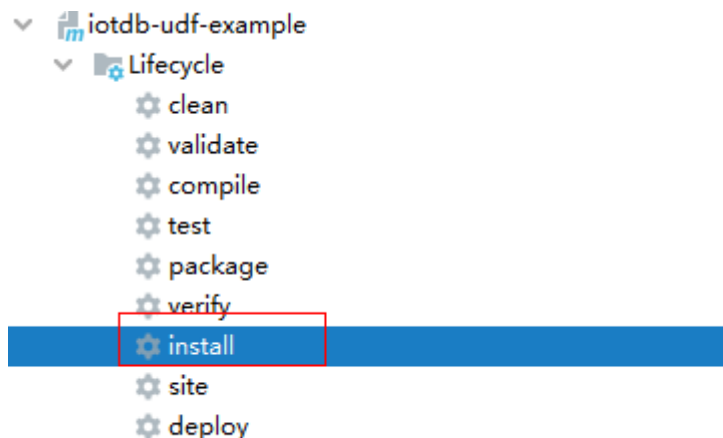 iotdb-udf-example
Lifecycle
clean
validate
compile
test
package
verify
install
site
deploy